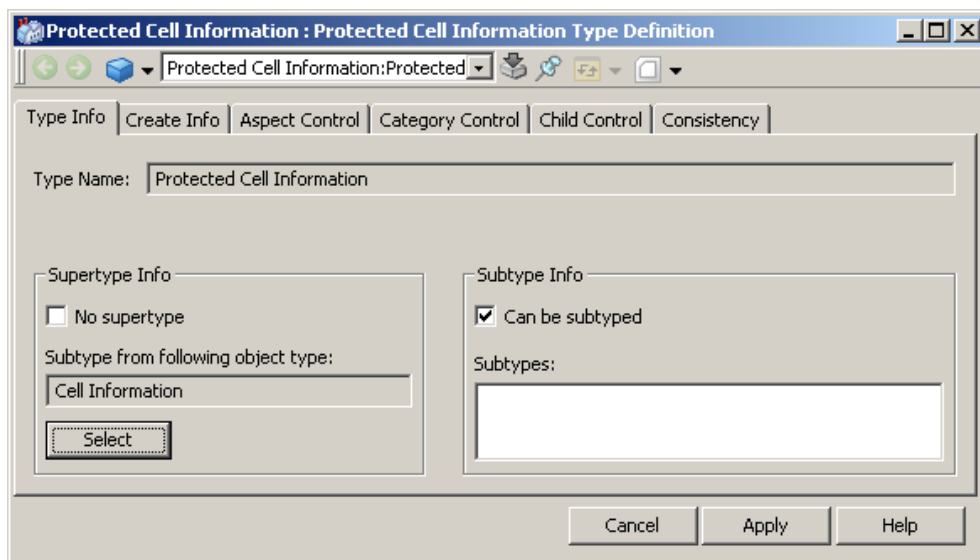 Protected Cell Information : Protected Cell Information Type Definition
Protected Cell Information:Protected
Type Info Create Info Aspect Control Category Control Child Control Consistency
Type Name: Protected Cell Information
Supertype Info
No supertype
Subtype from following object type:
Cell Information
Select
Subtype Info
Can be subtyped
Subtypes:
Cancel Apply Help